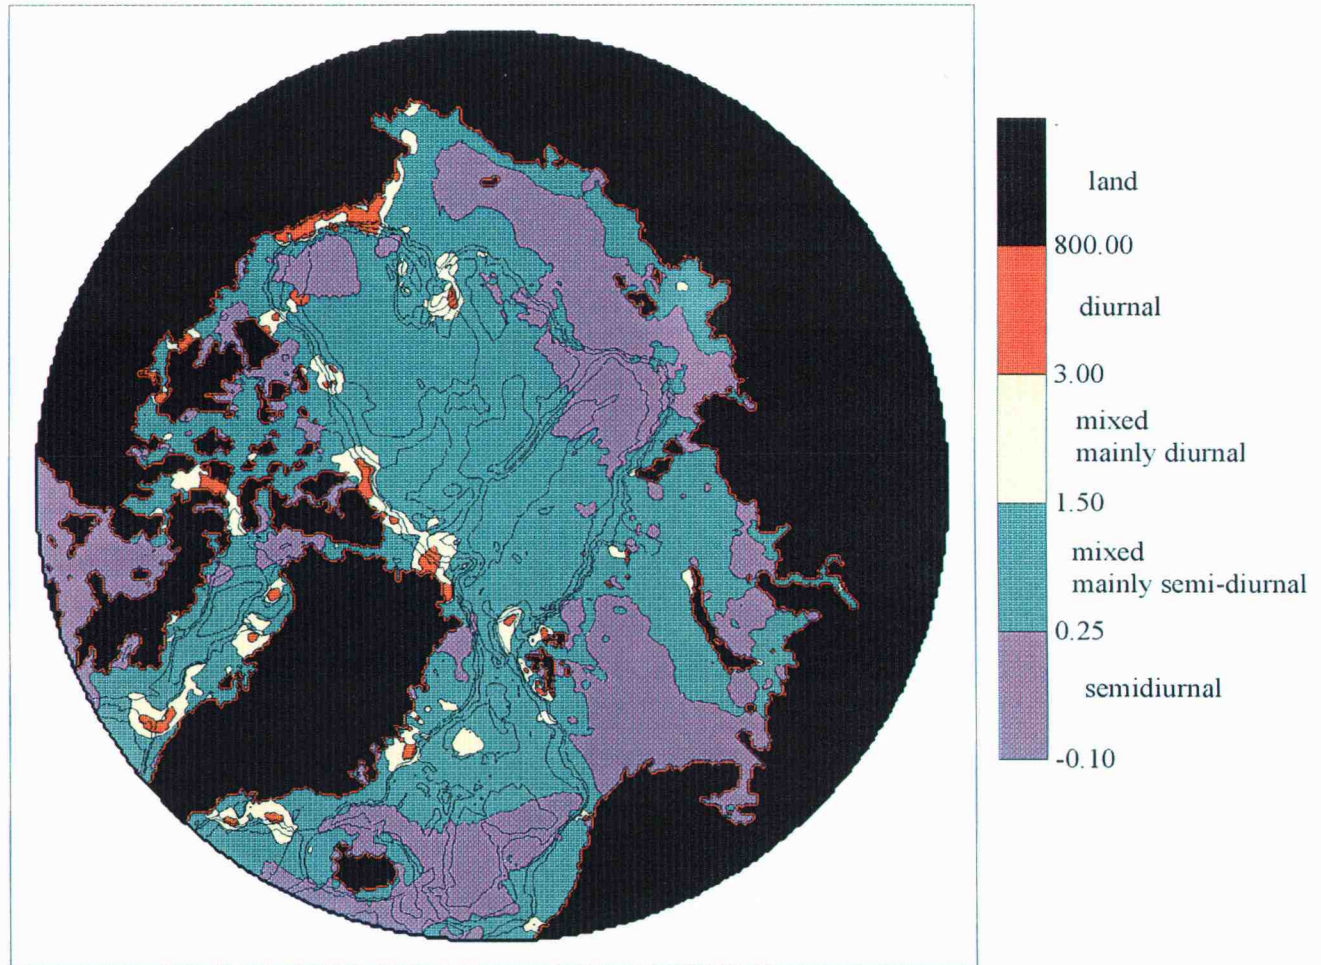 land
800.00
diurnal
3.00
mixed
mainly diurnal
1.50
mixed
mainly semi-diurnal
0.25
semidiurnal
-0.10